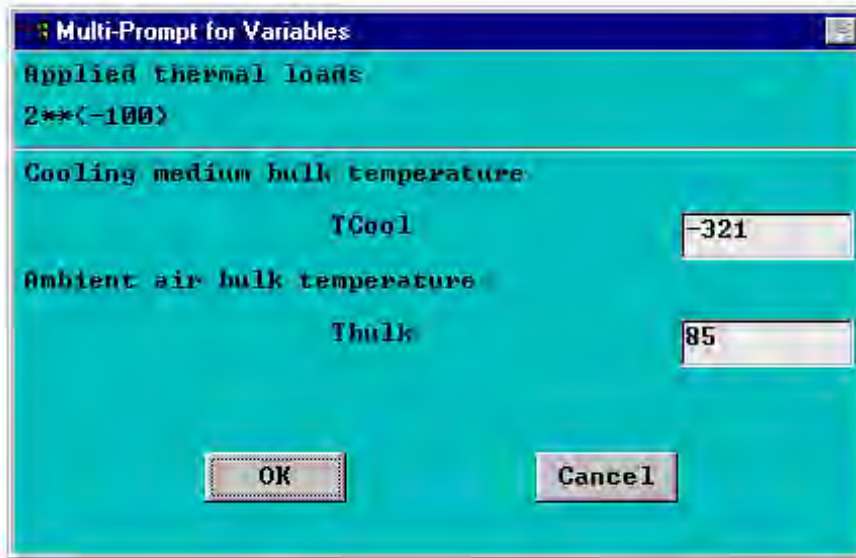 Multi-Prompt for Variables
Applied thermal loads
2**(-100)
Cooling medium bulk temperature
TCool
-321
Ambient air bulk temperature
Tbulk
85
OK
Cancel